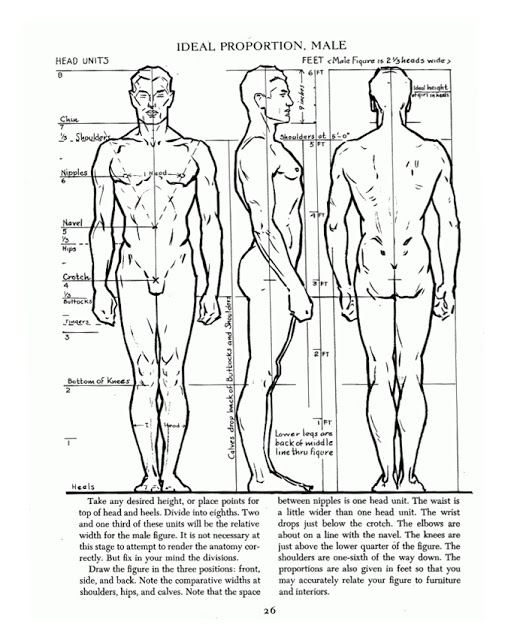 IDEAL PROPORTION, MALE
HEAD UNITS
FEET <Male Figure is 2 1/3 heads wide>
8
6 FT
9 inches
Ideal height
of girl in heels
Chin
7
1/3 Shoulders
Shoulders at 5'-0"
5 FT
Nipples
6
1 Head
4 FT
Navel
5
1/3
Hips
Crotch
4
3 FT
1/3
Buttocks
Fingers
3
2 FT
Bottom of Knees
2
Calves drop back of Buttocks and Shoulders
1 FT
1
Head
Lower legs are
back of middle
line thru figure
Heels
Take any desired height, or place points for
top of head and heels. Divide into eighths. Two
and one third of these units will be the relative
width for the male figure. It is not necessary at
this stage to attempt to render the anatomy cor-
rectly. But fix in your mind the divisions.
Draw the figure in the three positions: front,
side, and back. Note the comparative widths at
shoulders, hips, and calves. Note that the space
between nipples is one head unit. The waist is
a little wider than one head unit. The wrist
drops just below the crotch. The elbows are
about on a line with the navel. The knees are
just above the lower quarter of the figure. The
shoulders are one-sixth of the way down. The
proportions are also given in feet so that you
may accurately relate your figure to furniture
and interiors.
26